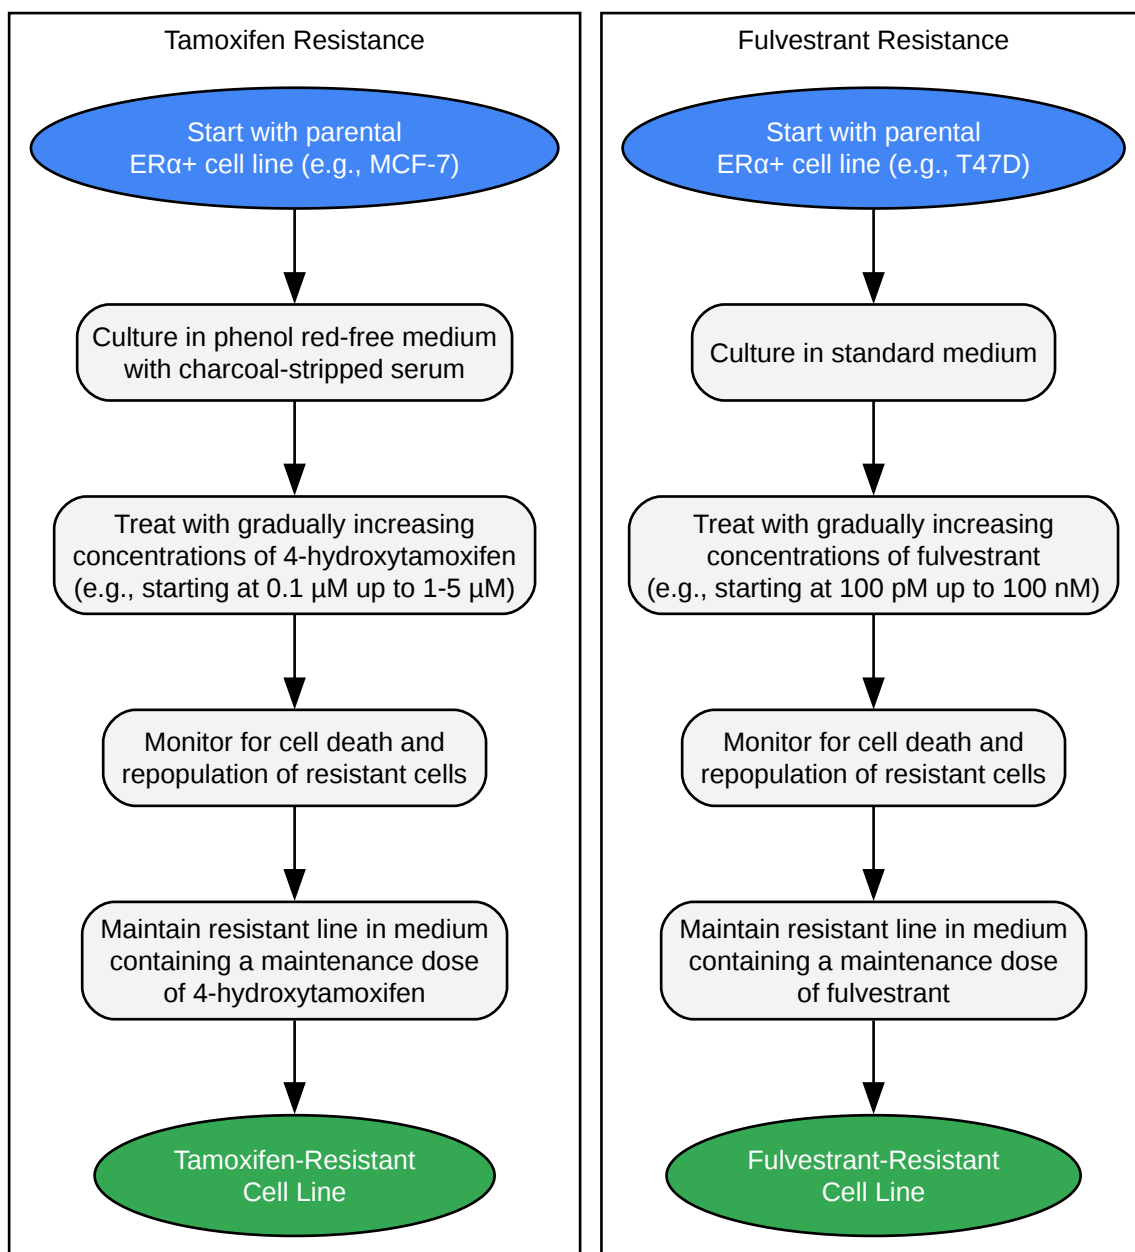 Tamoxifen Resistance
Start with parental
ERα+ cell line (e.g., MCF-7)
Culture in phenol red-free medium
with charcoal-stripped serum
Treat with gradually increasing
concentrations of 4-hydroxytamoxifen
(e.g., starting at 0.1 µM up to 1-5 µM)
Monitor for cell death and
repopulation of resistant cells
Maintain resistant line in medium
containing a maintenance dose
of 4-hydroxytamoxifen
Tamoxifen-Resistant
Cell Line
Fulvestrant Resistance
Start with parental
ERα+ cell line (e.g., T47D)
Culture in standard medium
Treat with gradually increasing
concentrations of fulvestrant
(e.g., starting at 100 pM up to 100 nM)
Monitor for cell death and
repopulation of resistant cells
Maintain resistant line in medium
containing a maintenance dose
of fulvestrant
Fulvestrant-Resistant
Cell Line